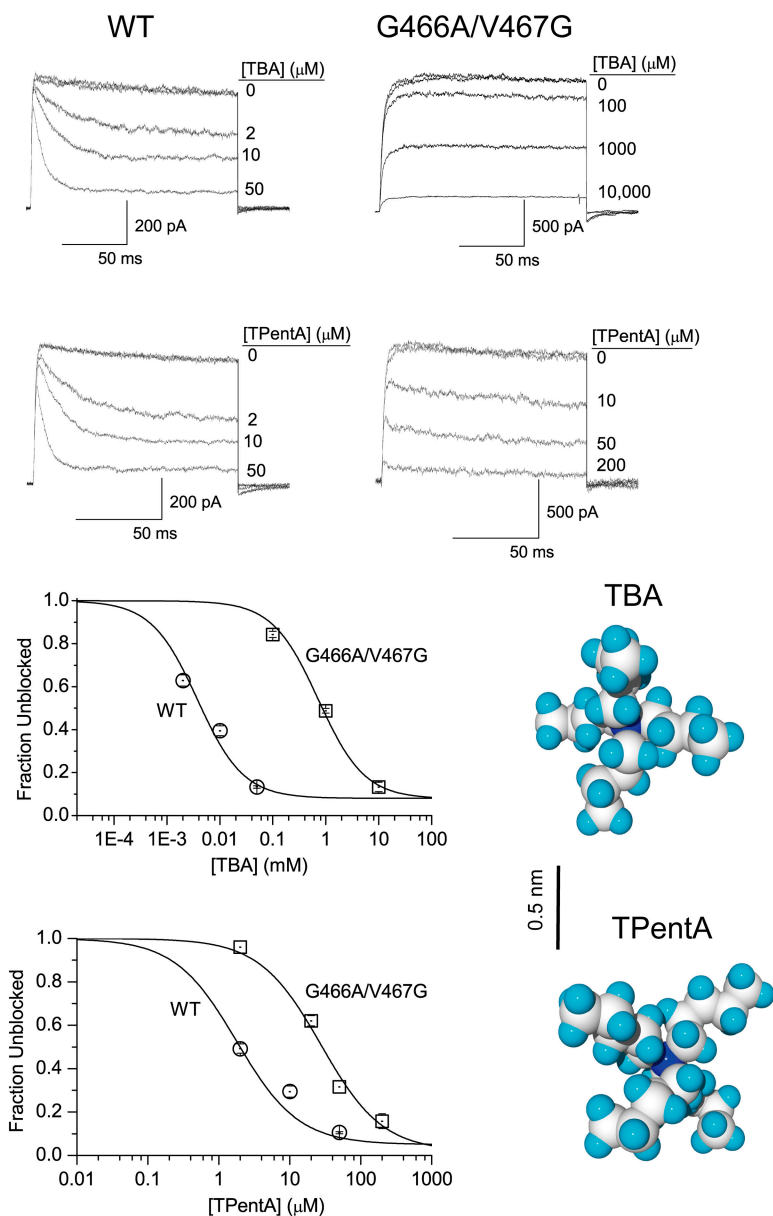 WT
G466A/V467G
[TBA] (μM)
0
2
10
50
200 pA
50 ms
[TBA] (μM)
0
100
1000
10,000
500 pA
50 ms
[TPentA] (μM)
0
2
10
50
200 pA
50 ms
[TPentA] (μM)
0
10
50
200
500 pA
50 ms
Fraction Unblocked
1.0
0.8
0.6
0.4
0.2
0.0
G466A/V467G
WT
1E-4 1E-3 0.01 0.1 1 10 100
[TBA] (mM)
TBA
0.5 nm
TPentA
Fraction Unblocked
1.0
0.8
0.6
0.4
0.2
0.0
G466A/V467G
WT
0.01 0.1 1 10 100 1000
[TPentA] (μM)